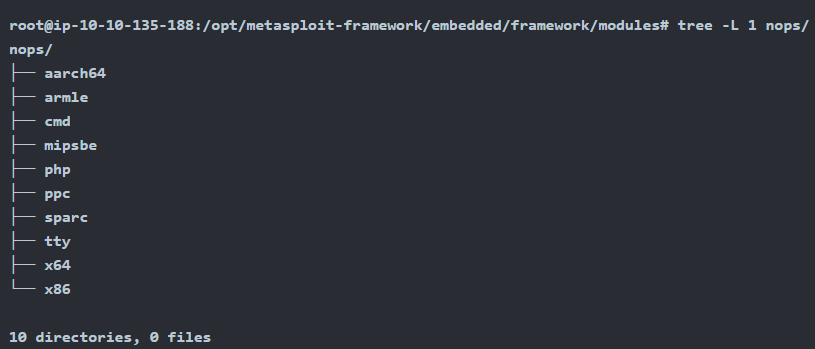 root@ip-10-10-135-188:/opt/metasploit-framework/embedded/framework/modules# tree -L 1 nops/
nops/
├── aarch64
├── armle
├── cmd
├── mipsbe
├── php
├── ppc
├── sparc
├── tty
├── x64
└── x86

10 directories, 0 files